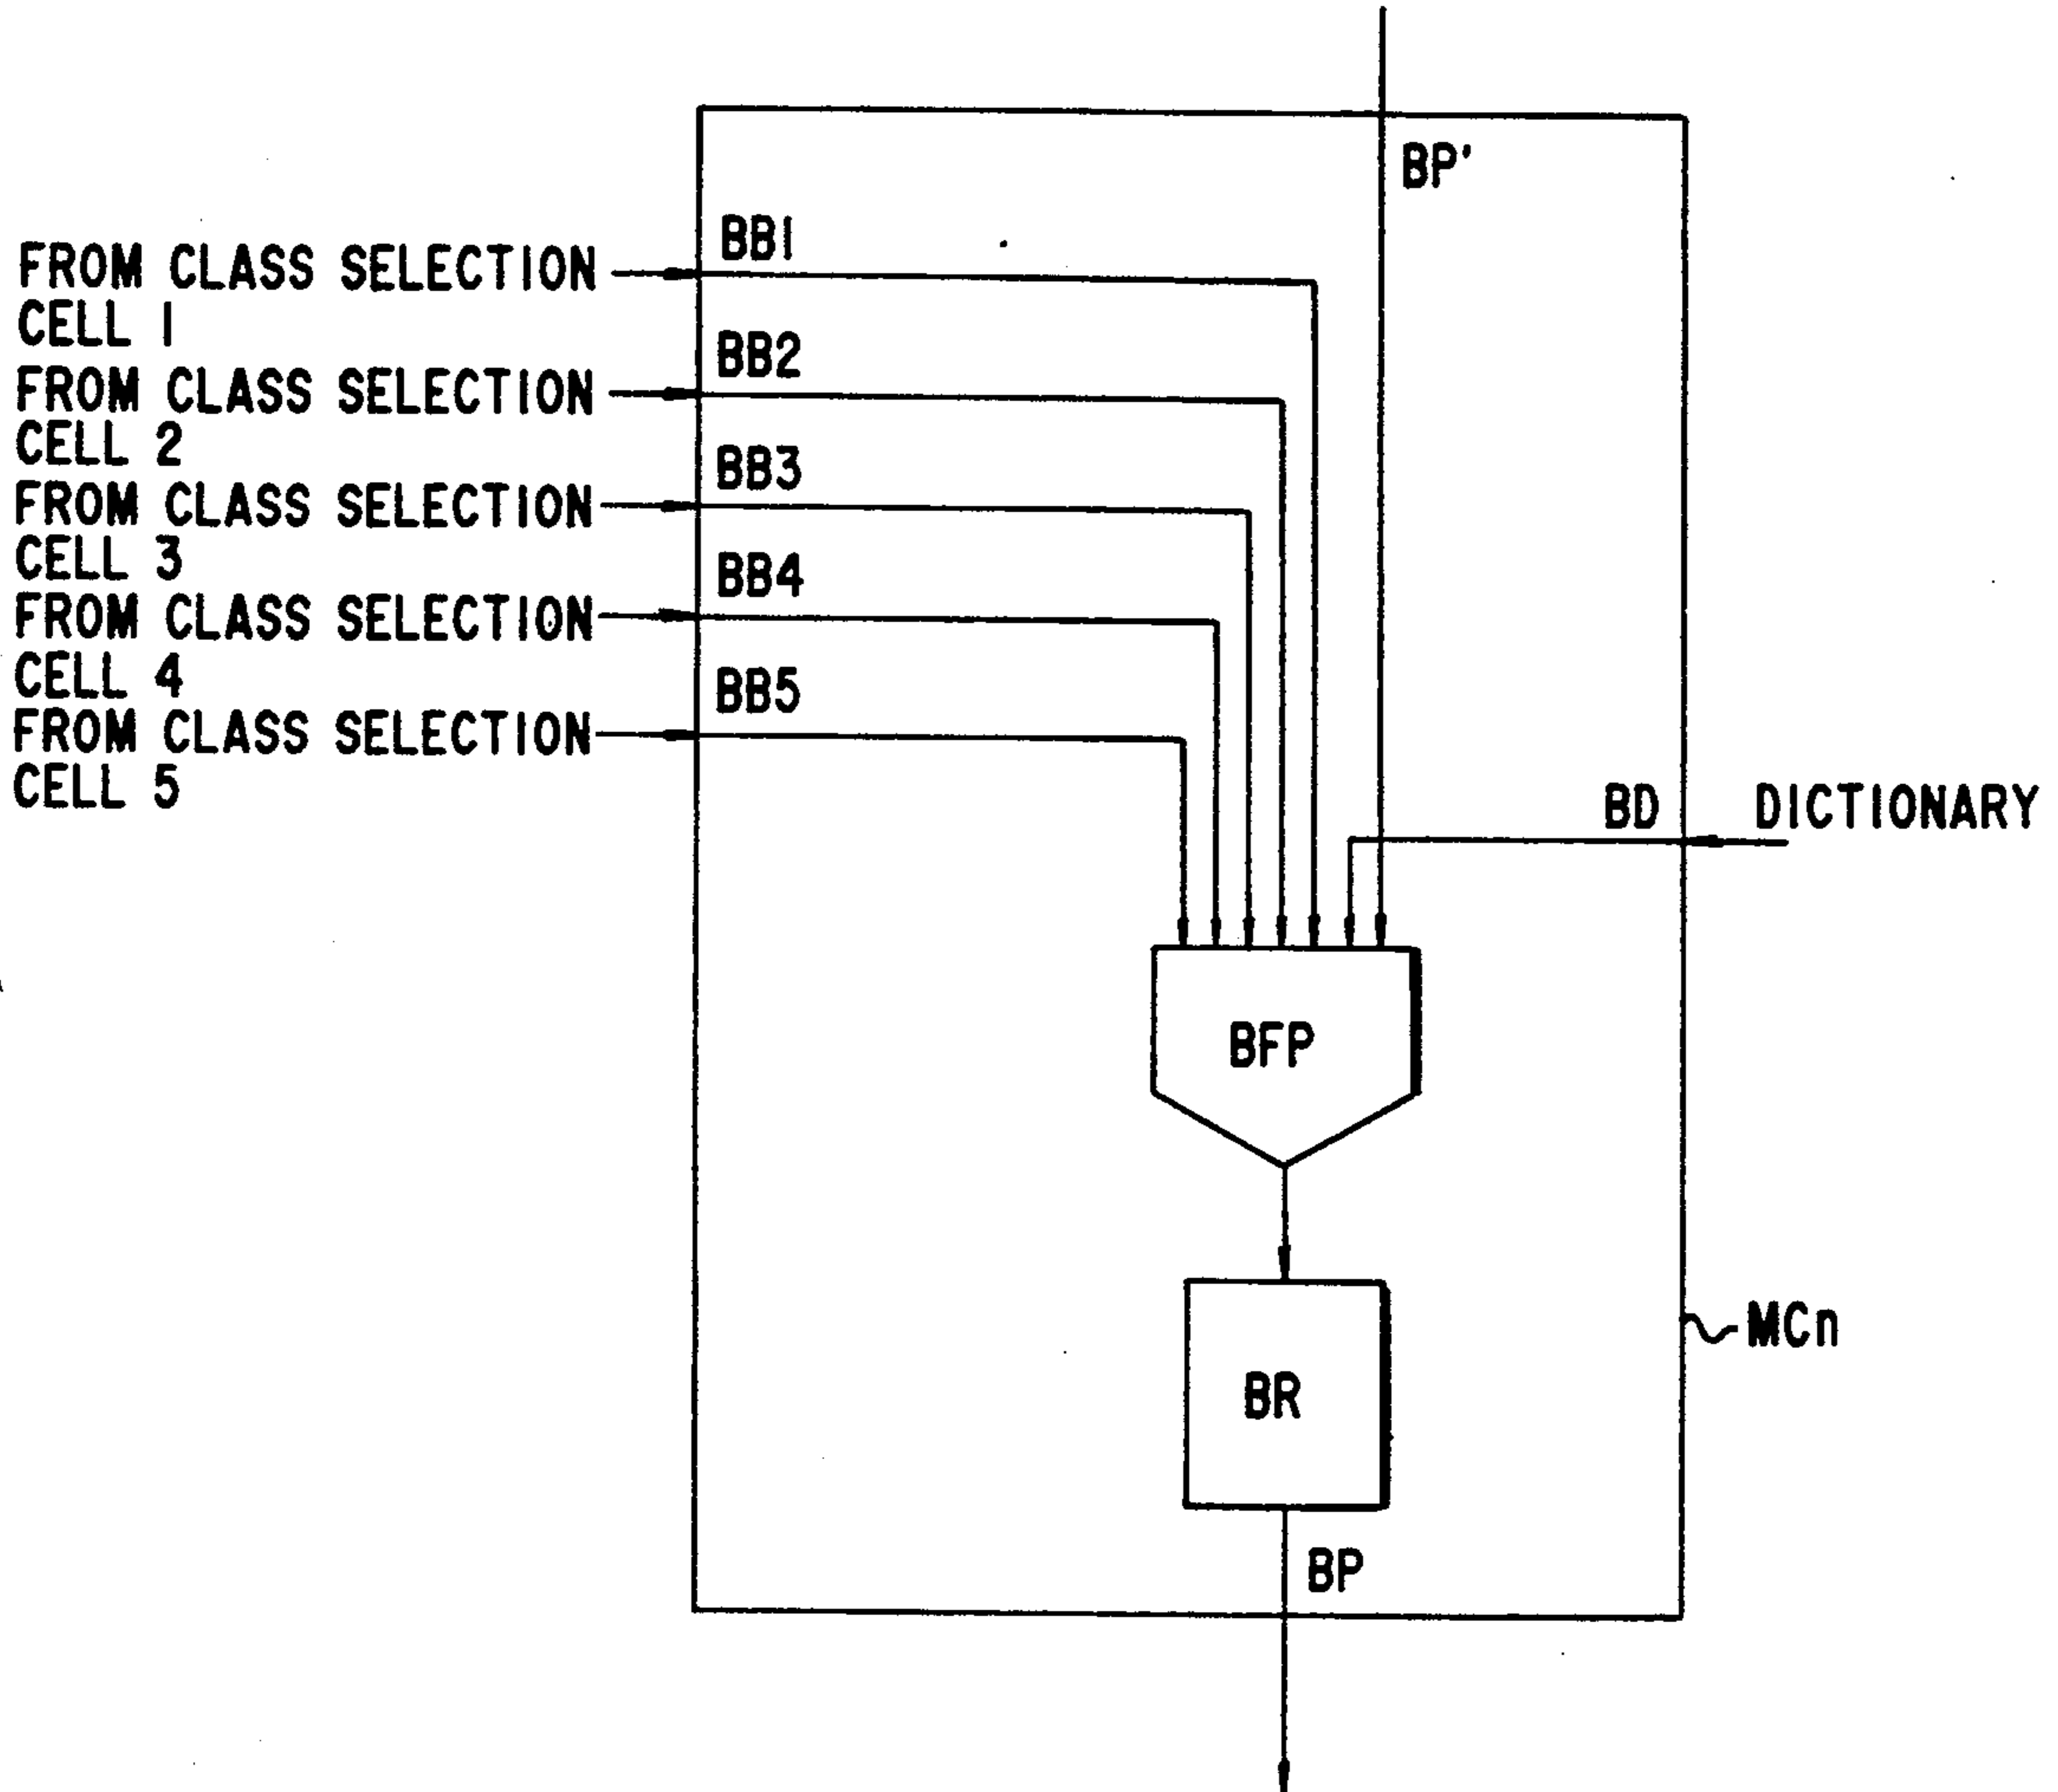 BP'
BB1
FROM CLASS SELECTION
CELL 1
BB2
FROM CLASS SELECTION
CELL 2
BB3
FROM CLASS SELECTION
CELL 3
BB4
FROM CLASS SELECTION
CELL 4
BB5
FROM CLASS SELECTION
CELL 5
BD DICTIONARY
BFP
MCn
BR
BP